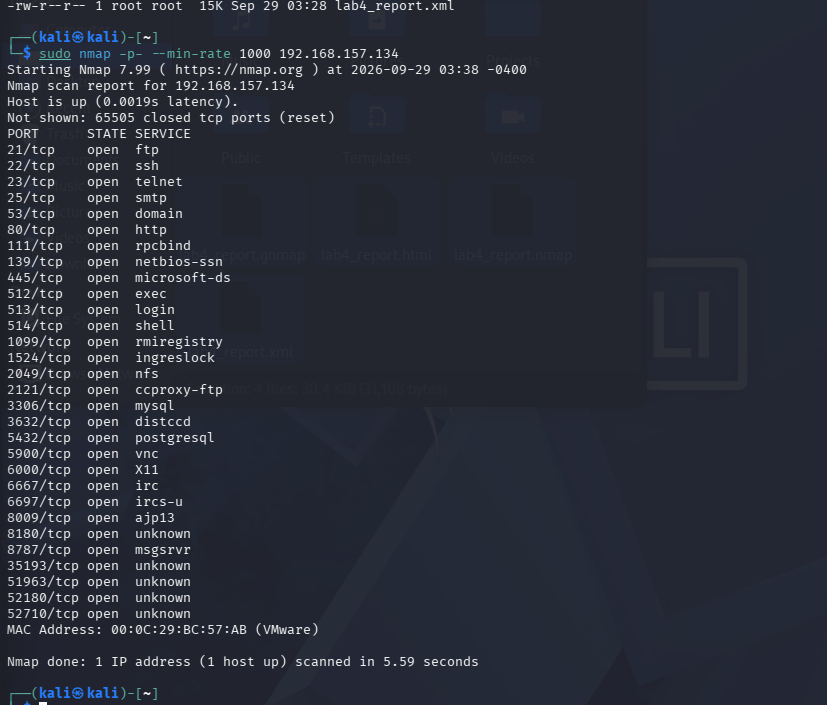 -rw-r--r-- 1 root root  15K Sep 29 03:28 lab4_report.xml
┌──(kali㉿kali)-[~]
└─$ sudo nmap -p- --min-rate 1000 192.168.157.134
Starting Nmap 7.99 ( https://nmap.org ) at 2026-09-29 03:38 -0400
Nmap scan report for 192.168.157.134
Host is up (0.0019s latency).
Not shown: 65505 closed tcp ports (reset)
PORT      STATE SERVICE
21/tcp    open  ftp
22/tcp    open  ssh
23/tcp    open  telnet
25/tcp    open  smtp
53/tcp    open  domain
80/tcp    open  http
111/tcp   open  rpcbind
139/tcp   open  netbios-ssn
445/tcp   open  microsoft-ds
512/tcp   open  exec
513/tcp   open  login
514/tcp   open  shell
1099/tcp  open  rmiregistry
1524/tcp  open  ingreslock
2049/tcp  open  nfs
2121/tcp  open  ccproxy-ftp
3306/tcp  open  mysql
3632/tcp  open  distccd
5432/tcp  open  postgresql
5900/tcp  open  vnc
6000/tcp  open  X11
6667/tcp  open  irc
6697/tcp  open  ircs-u
8009/tcp  open  ajp13
8180/tcp  open  unknown
8787/tcp  open  msgsrvr
35193/tcp open  unknown
51963/tcp open  unknown
52180/tcp open  unknown
52710/tcp open  unknown
MAC Address: 00:0C:29:BC:57:AB (VMware)
Nmap done: 1 IP address (1 host up) scanned in 5.59 seconds
┌──(kali㉿kali)-[~]
└─$
Public Templates Videos
lab4_report.html lab4_report.nmap
LI